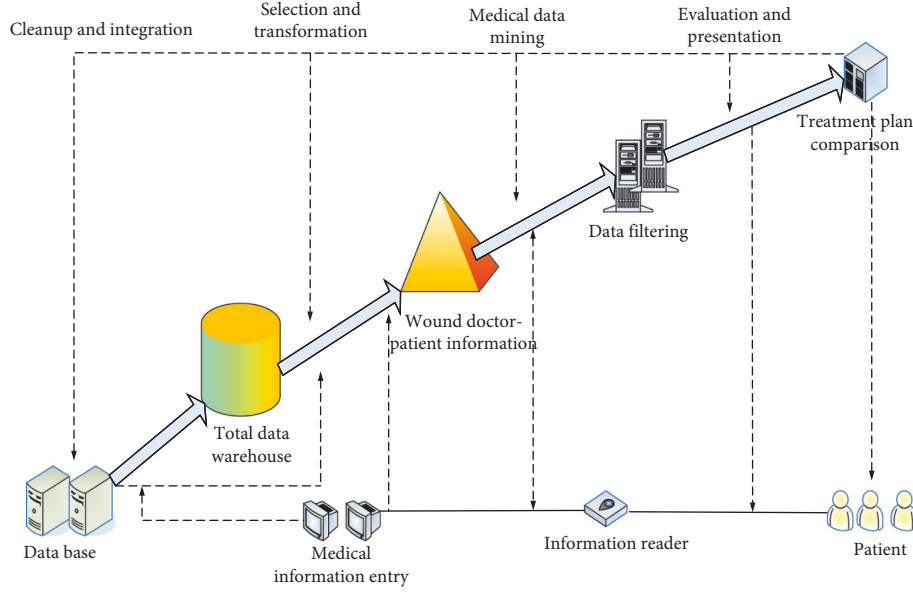 Cleanup and integration
Selection and
transformation
Medical data
mining
Evaluation and
presentation
Treatment plan
comparison
Data filtering
Wound doctor-
patient information
Total data
warehouse
Data base
Medical
information entry
Information reader
Patient